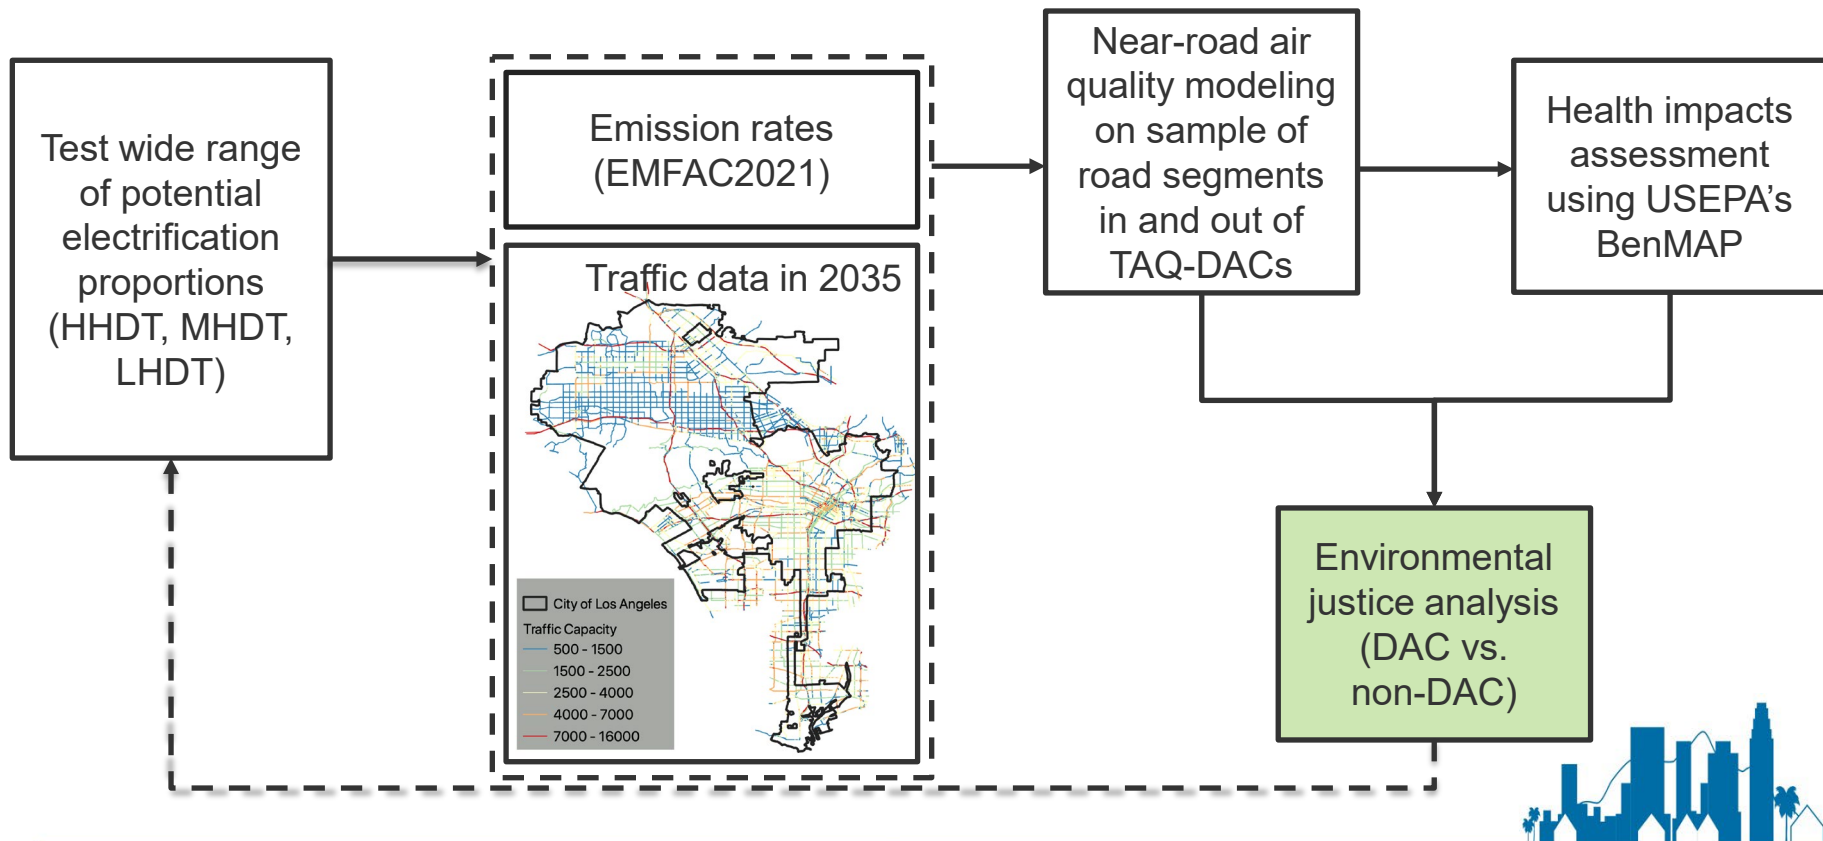 Test wide range
of potential
electrification
proportions
(HHDT, MHDT,
LHDT)
Emission rates
(EMFAC2021)
Traffic data in 2035
City of Los Angeles
Traffic Capacity
500 - 1500
1500 - 2500
2500 - 4000
4000 - 7000
7000 - 16000
Near-road air
quality modeling
on sample of
road segments
in and out of
TAQ-DACs
Health impacts
assessment
using USEPA’s
BenMAP
Environmental
justice analysis
(DAC vs.
non-DAC)